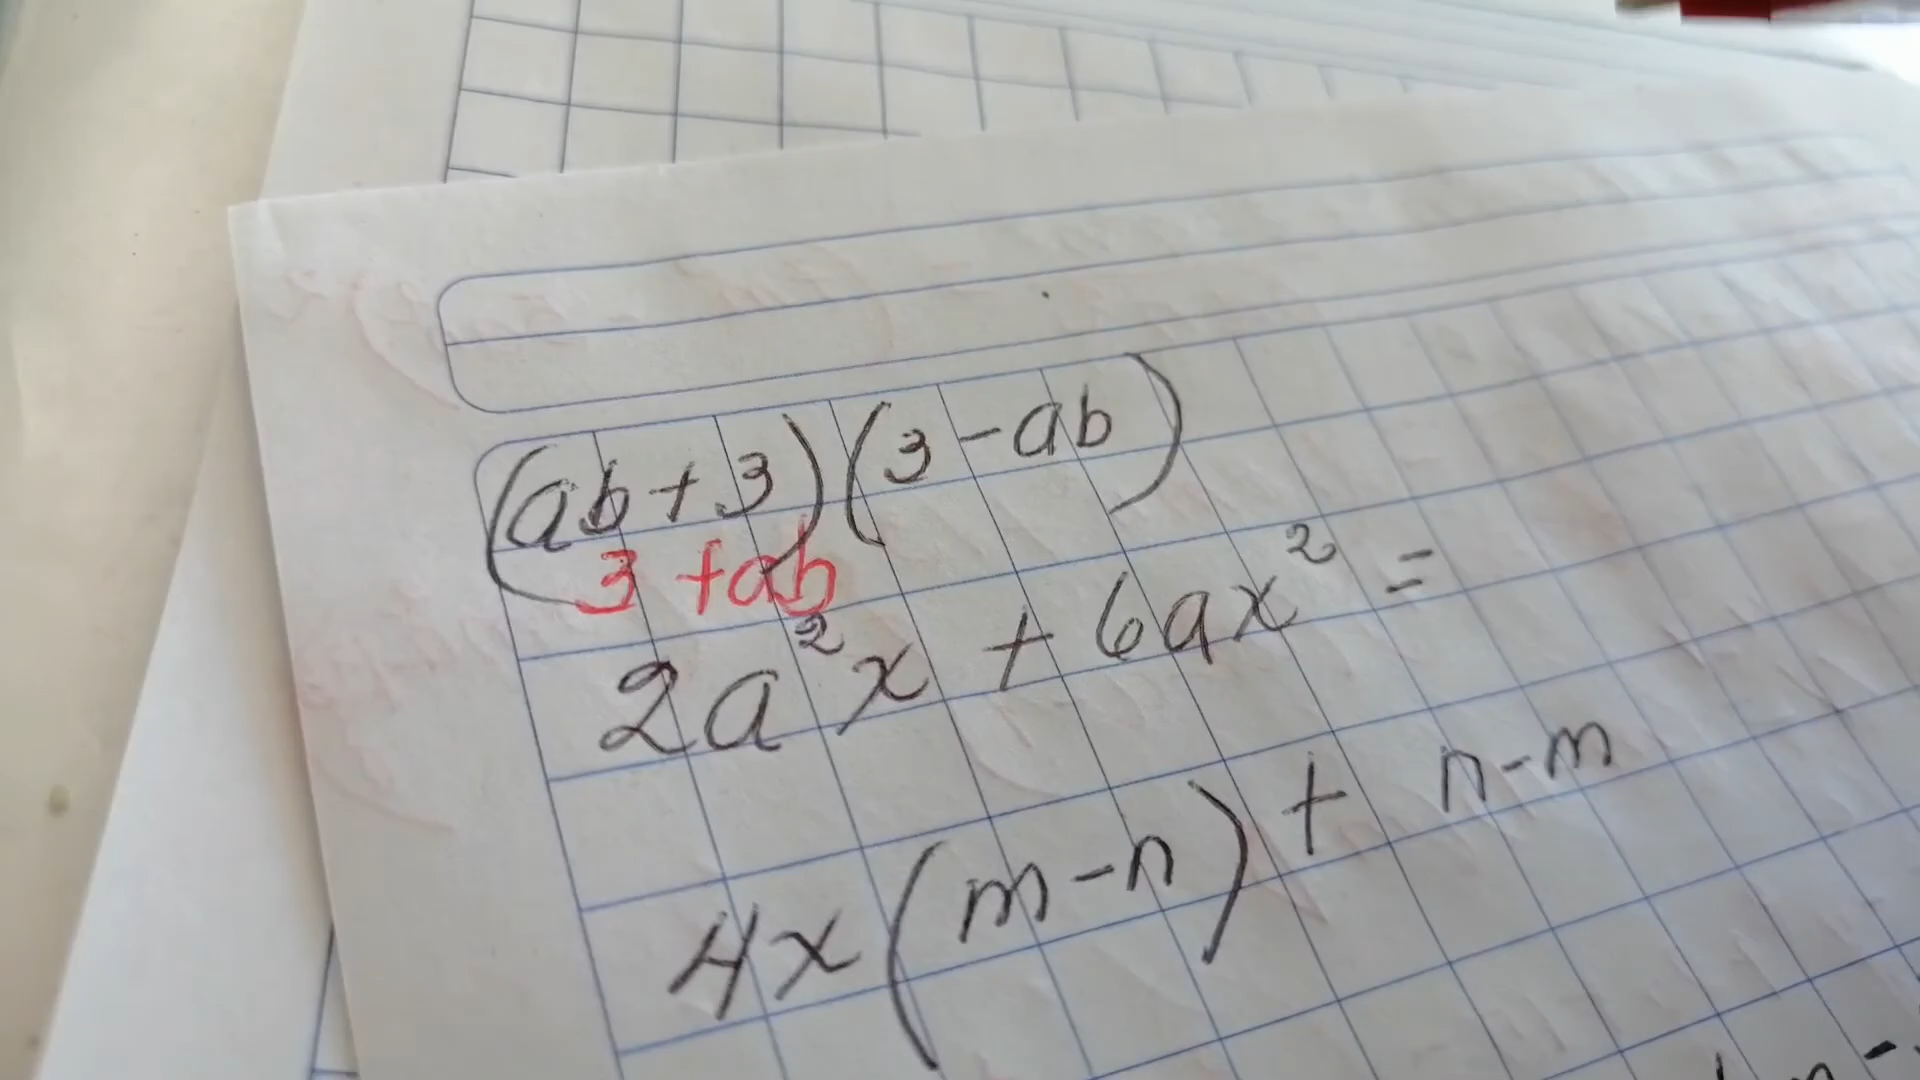 (ab+3)(3-ab)
3 +ab
2a²x + 6ax² =
4x(m-n) + n-m